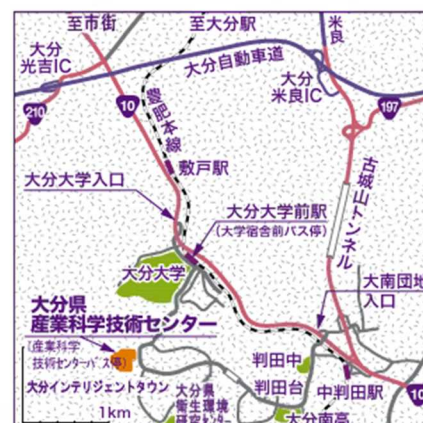 至市街
至大分駅
米
良
大分
光吉IC
大分自動車道
大分
米良IC
210
10
197
豊肥本線
敷戸駅
古城山トンネル
大分大学入口
大分大学前駅
(大学宿舎前バス停)
大分大学
大南団地
入口
大分県
産業科学技術センター
(産業科学
技術センターバス停)
判田中
判田台
中判田駅
大分インテリジェントタウン
大分県
衛生環境
研究センター
大分南高
10
1km